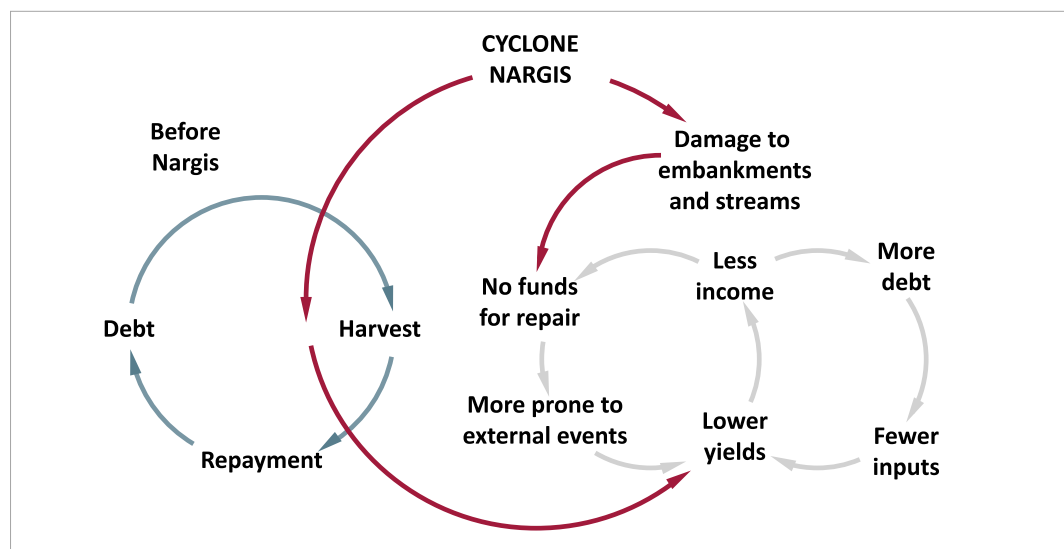 CYCLONE
NARGIS
Before
Nargis
Damage to
embankments
and streams
Less
income
More
debt
No funds
for repair
Debt
Harvest
More prone to
external events
Lower
yields
Fewer
inputs
Repayment